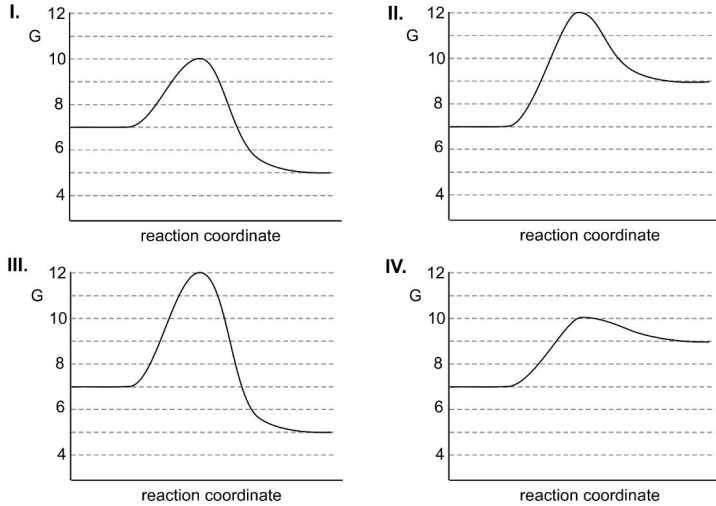 I.
12
G
10
8
6
4
reaction coordinate
II.
12
G
10
8
6
4
reaction coordinate
III.
12
G
10
8
6
4
reaction coordinate
IV.
12
G
10
8
6
4
reaction coordinate